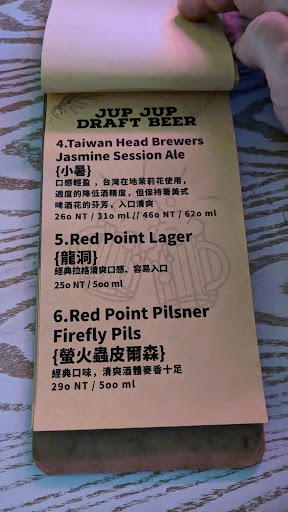 JUP JUP
DRAFT BEER
4.Taiwan Head Brewers
Jasmine Session Ale
{小暑}
口感輕盈，台灣在地茉莉花使用，
適度的降低酒精度，但保持著美式
啤酒花的芬芳，入口清爽
260 NT / 310 ml // 460 NT / 620 ml
5.Red Point Lager
{龍洞}
經典拉格清爽口感、容易入口
250 NT / 500 ml
6.Red Point Pilsner
Firefly Pils
{螢火蟲皮爾森}
經典口味，清爽酒體麥香十足
290 NT / 500 ml